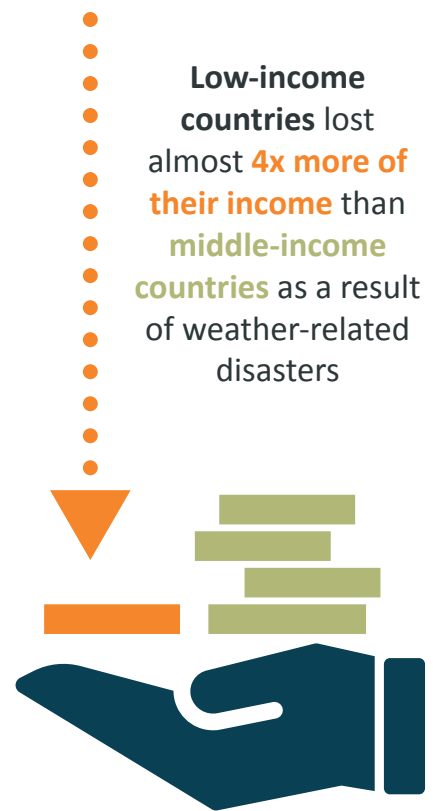 Low-income
countries lost
almost 4x more of
their income than
middle-income
countries as a result
of weather-related
disasters